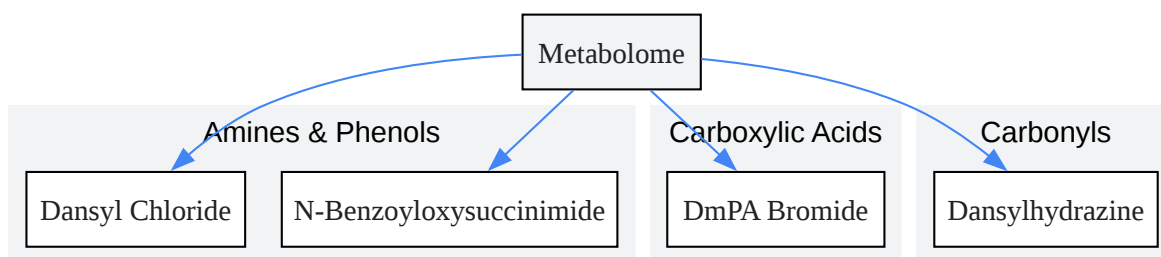 Metabolome
Amines & Phenols
Carboxylic Acids
Carbonyls
Dansyl Chloride
N-Benzoyloxysuccinimide
DmPA Bromide
Dansylhydrazine